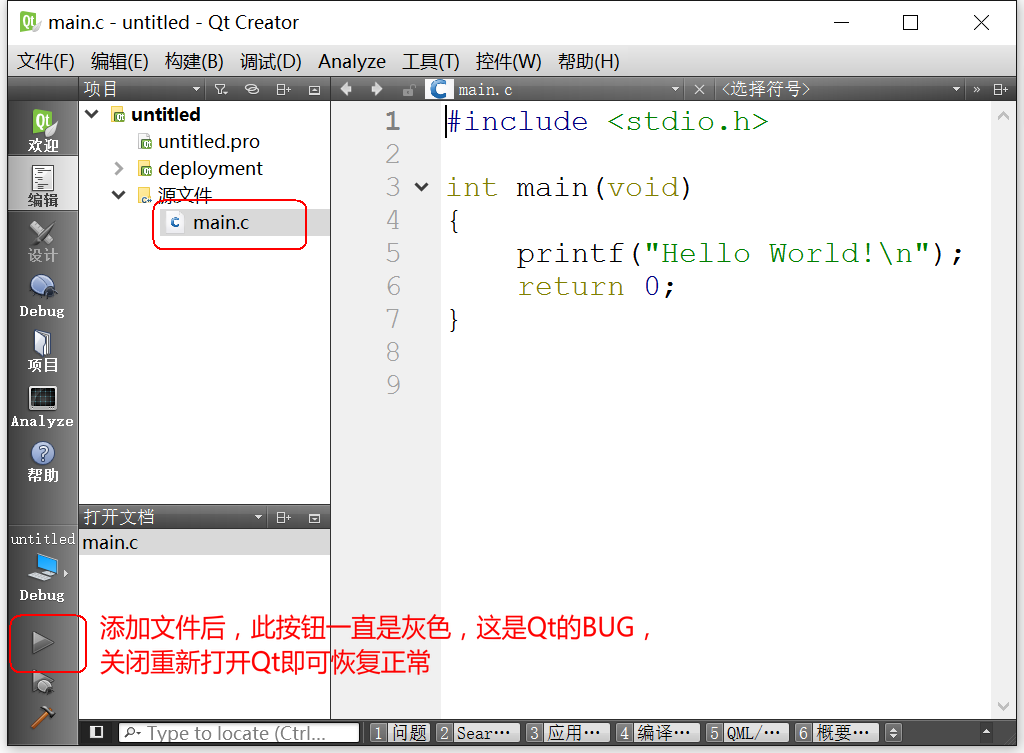 main.c - untitled - Qt Creator
文件(F) 编辑(E) 构建(B) 调试(D) Analyze 工具(T) 控件(W) 帮助(H)
项目 main.c <选择符号> »
欢迎
编辑
设计
Debug
项目
Analyze
帮助
untitled
Debug
untitled
untitled.pro
deployment
源文件
main.c
1 #include <stdio.h>
2
3 int main(void)
4 {
5 printf("Hello World!\n");
6 return 0;
7 }
8
9
打开文档
main.c
添加文件后，此按钮一直是灰色，这是Qt的BUG，
关闭重新打开Qt即可恢复正常
Type to locate (Ctrl... 1 问题 2 Sear··· 3 应用··· 4 编译··· 5 QML/··· 6 概要···